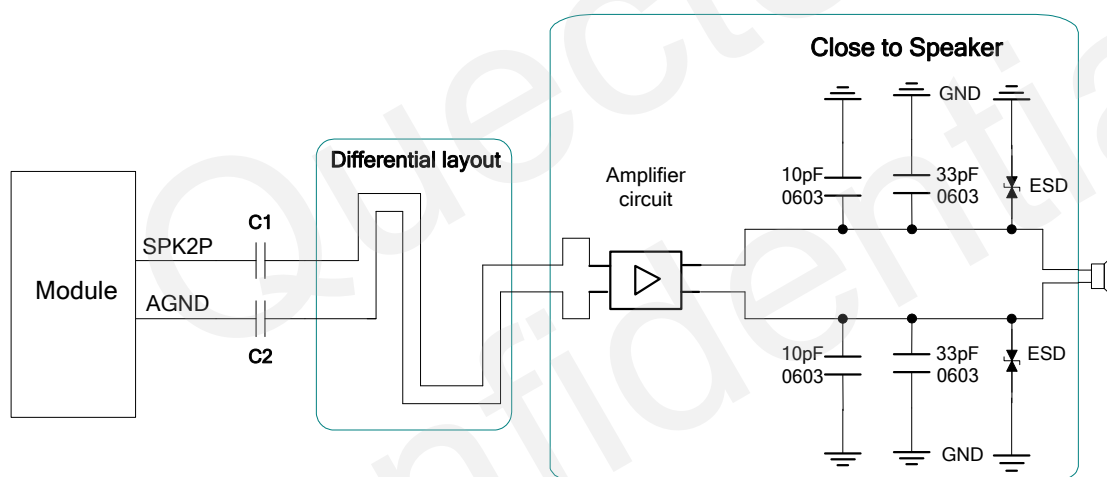 Close to Speaker
GND
Differential layout
Amplifier
circuit
10pF
0603
33pF
0603
ESD
C1
SPK2P
Module
AGND
C2
10pF
0603
33pF
0603
ESD
GND